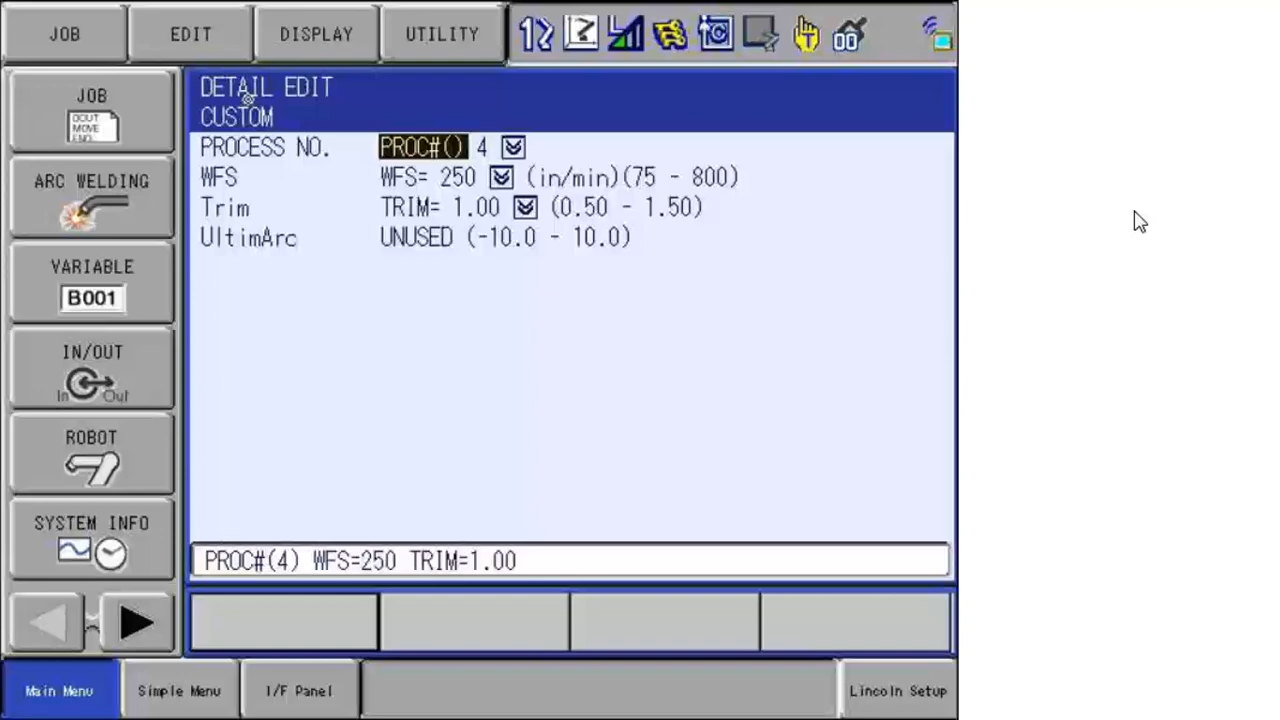 JOB EDIT DISPLAY UTILITY
DETAIL EDIT
CUSTOM
PROCESS NO. PROC#() 4
WFS WFS= 250 (in/min)(75 - 800)
Trim TRIM= 1.00 (0.50 - 1.50)
UltimArc UNUSED (-10.0 - 10.0)
JOB
DOUT
MOVE
END
ARC WELDING
VARIABLE
B001
IN/OUT
In Out
ROBOT
SYSTEM INFO
PROC#(4) WFS=250 TRIM=1.00
Main Menu Simple Menu I/F Panel Lincoln Setup